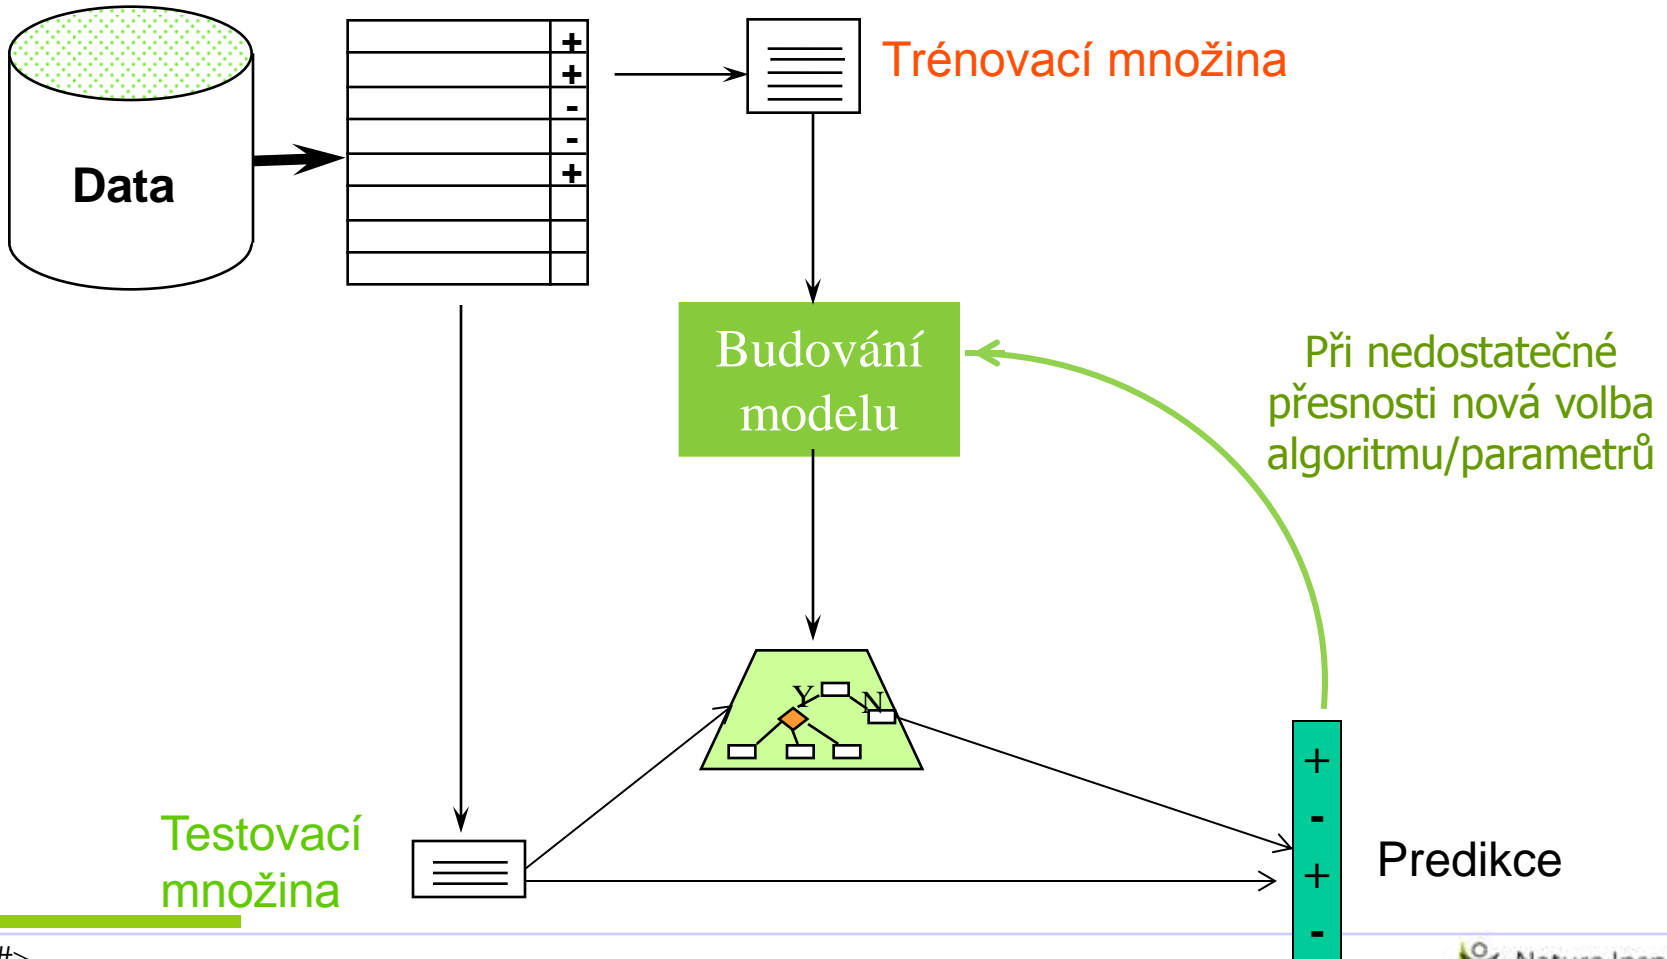 +
+
-
-
+
Trénovací množina
Data
Budování
modelu
Při nedostatečné
přesnosti nová volba
algoritmu/parametrů
Y N
+
-
+
-
Predikce
Testovací
množina
#>